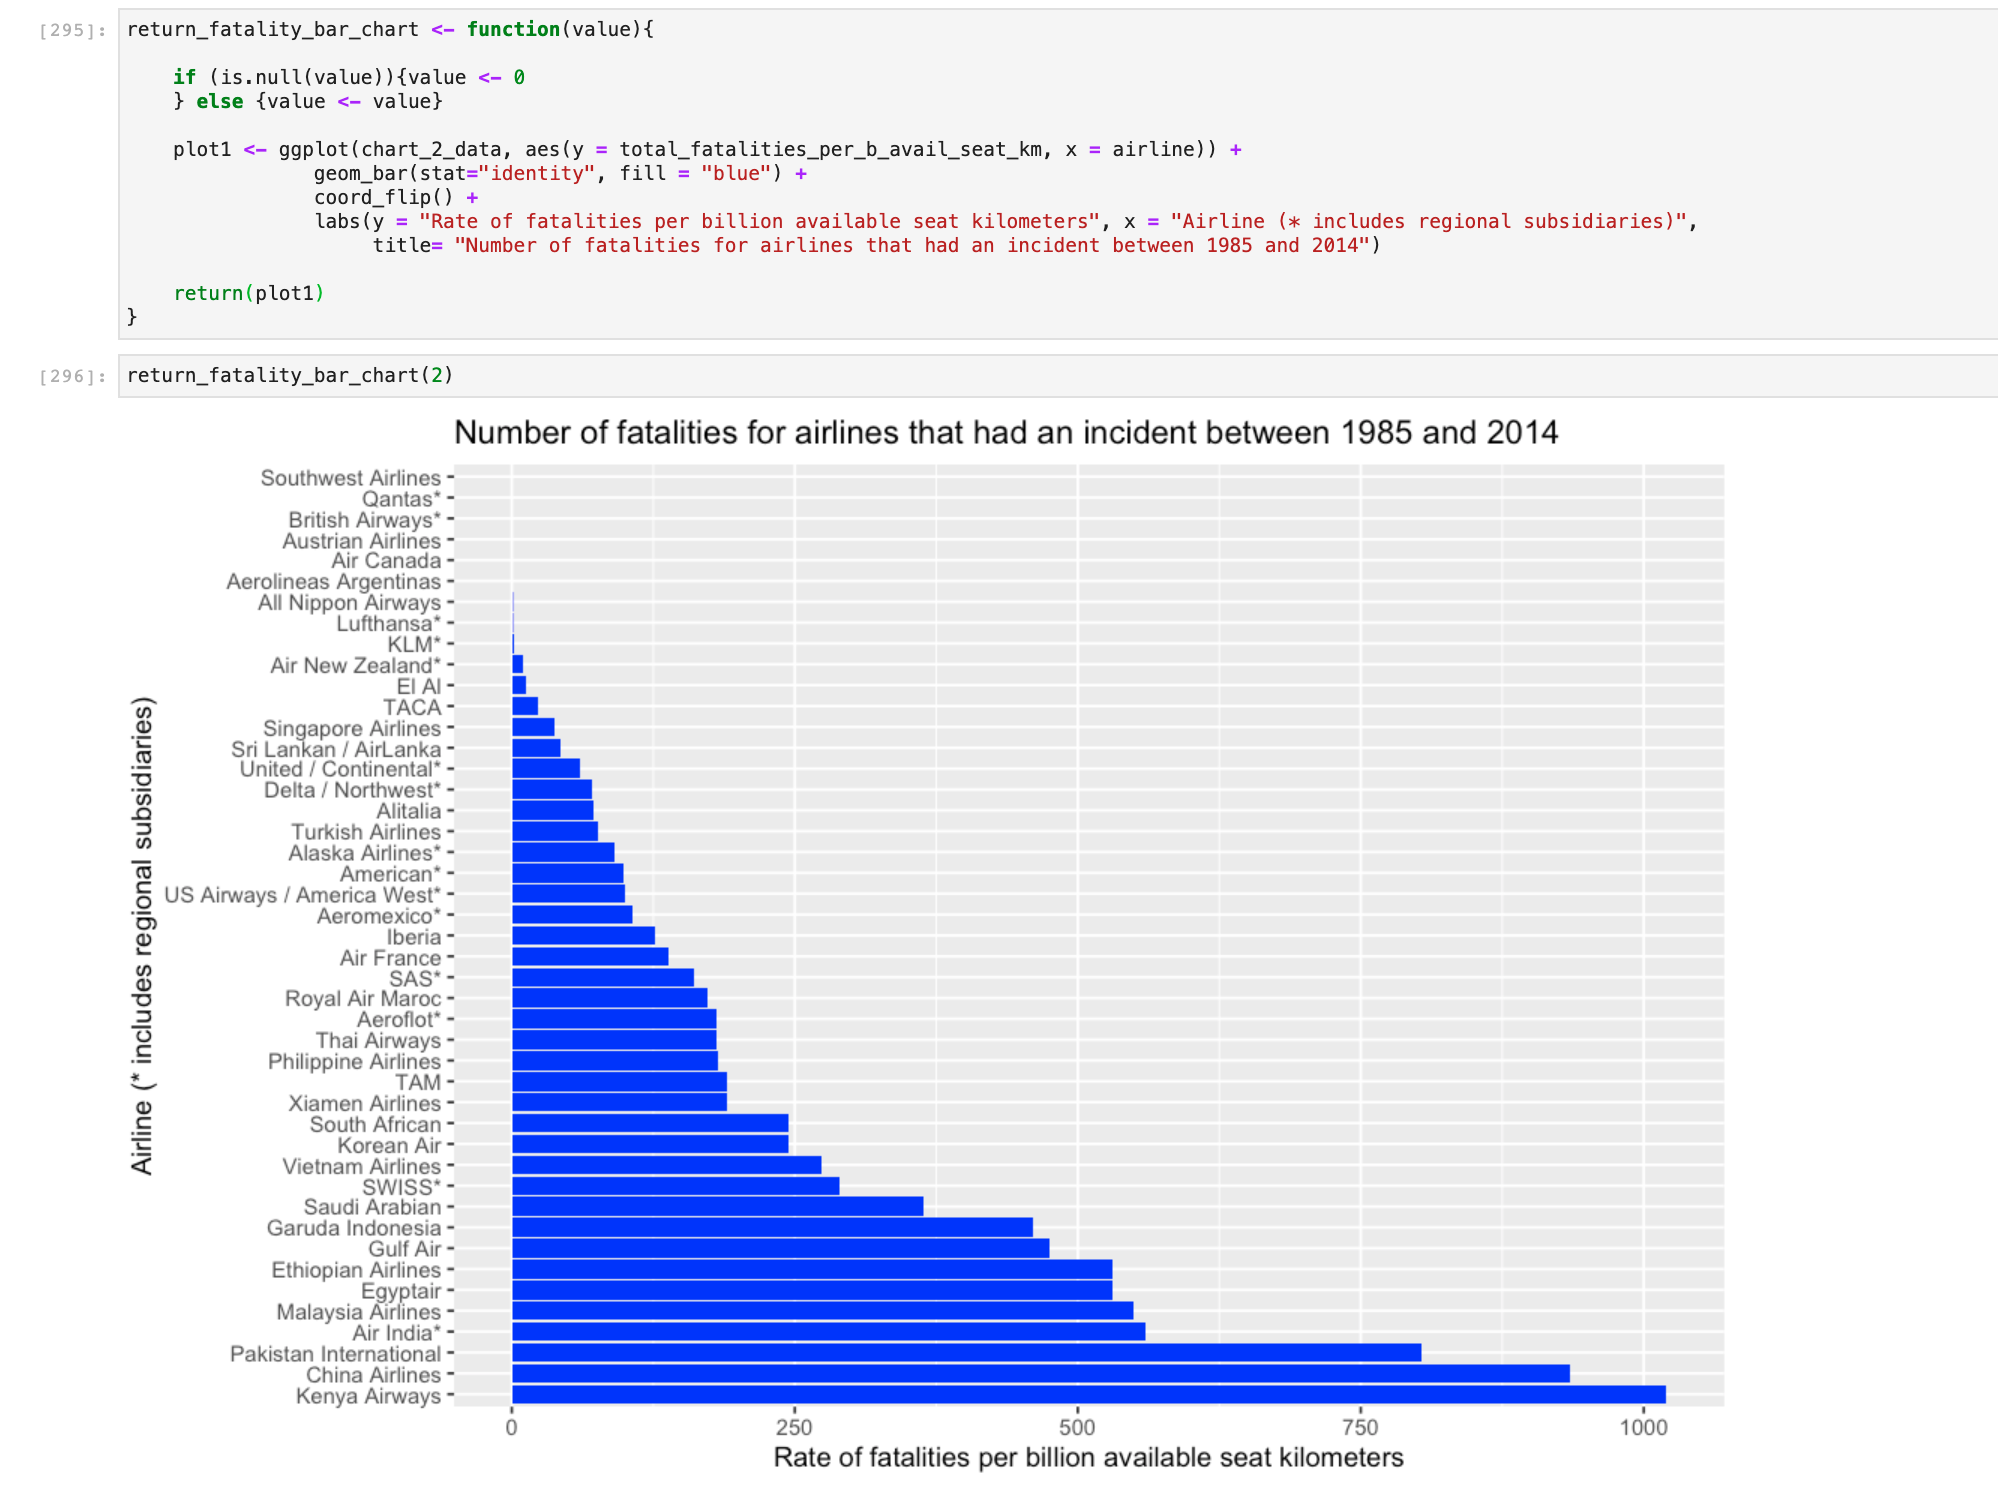 [295]: return_fatality_bar_chart <- function(value){
if (is.null(value)){value <- 0
} else {value <- value}
plot1 <- ggplot(chart_2_data, aes(y = total_fatalities_per_b_avail_seat_km, x = airline)) +
geom_bar(stat="identity", fill = "blue") +
coord_flip() +
labs(y = "Rate of fatalities per billion available seat kilometers", x = "Airline (* includes regional subsidiaries)",
title= "Number of fatalities for airlines that had an incident between 1985 and 2014")
return(plot1)
}
[296]: return_fatality_bar_chart(2)
Number of fatalities for airlines that had an incident between 1985 and 2014
Airline (* includes regional subsidiaries)
Southwest Airlines
Qantas*
British Airways*
Austrian Airlines
Air Canada
Aerolineas Argentinas
All Nippon Airways
Lufthansa*
KLM*
Air New Zealand*
El Al
TACA
Singapore Airlines
Sri Lankan / AirLanka
United / Continental*
Delta / Northwest*
Alitalia
Turkish Airlines
Alaska Airlines*
American*
US Airways / America West*
Aeromexico*
Iberia
Air France
SAS*
Royal Air Maroc
Aeroflot*
Thai Airways
Philippine Airlines
TAM
Xiamen Airlines
South African
Korean Air
Vietnam Airlines
SWISS*
Saudi Arabian
Garuda Indonesia
Gulf Air
Ethiopian Airlines
Egyptair
Malaysia Airlines
Air India*
Pakistan International
China Airlines
Kenya Airways
0 250 500 750 1000
Rate of fatalities per billion available seat kilometers